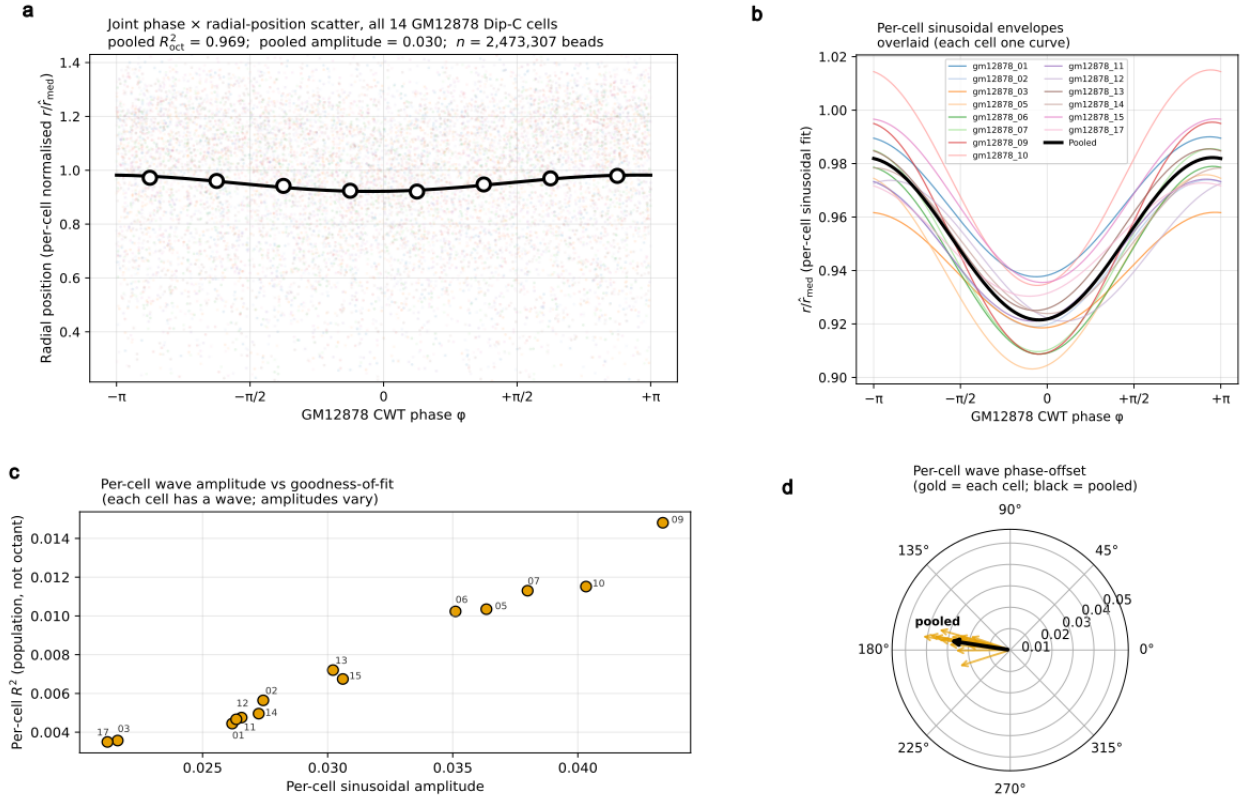 a
Joint phase × radial-position scatter, all 14 GM12878 Dip-C cells
pooled R²oct = 0.969; pooled amplitude = 0.030; n = 2,473,307 beads
1.4
1.2
1.0
0.8
0.6
0.4
Radial position (per-cell normalised r/r̂med)
−π
−π/2
0
+π/2
+π
GM12878 CWT phase φ
b
Per-cell sinusoidal envelopes
overlaid (each cell one curve)
1.02
1.00
0.98
0.96
0.94
0.92
0.90
r/r̂med (per-cell sinusoidal fit)
gm12878_01
gm12878_02
gm12878_03
gm12878_05
gm12878_06
gm12878_07
gm12878_09
gm12878_10
gm12878_11
gm12878_12
gm12878_13
gm12878_14
gm12878_15
gm12878_17
Pooled
−π
−π/2
0
+π/2
+π
GM12878 CWT phase φ
c
Per-cell wave amplitude vs goodness-of-fit
(each cell has a wave; amplitudes vary)
0.014
0.012
0.010
0.008
0.006
0.004
Per-cell R² (population, not octant)
09
10
07
06
05
13
15
02
12
14
11
01
17
03
0.025
0.030
0.035
0.040
Per-cell sinusoidal amplitude
d
Per-cell wave phase-offset
(gold = each cell; black = pooled)
90°
135°
45°
0.05
0.04
0.03
0.02
0.01
pooled
180°
0°
225°
315°
270°